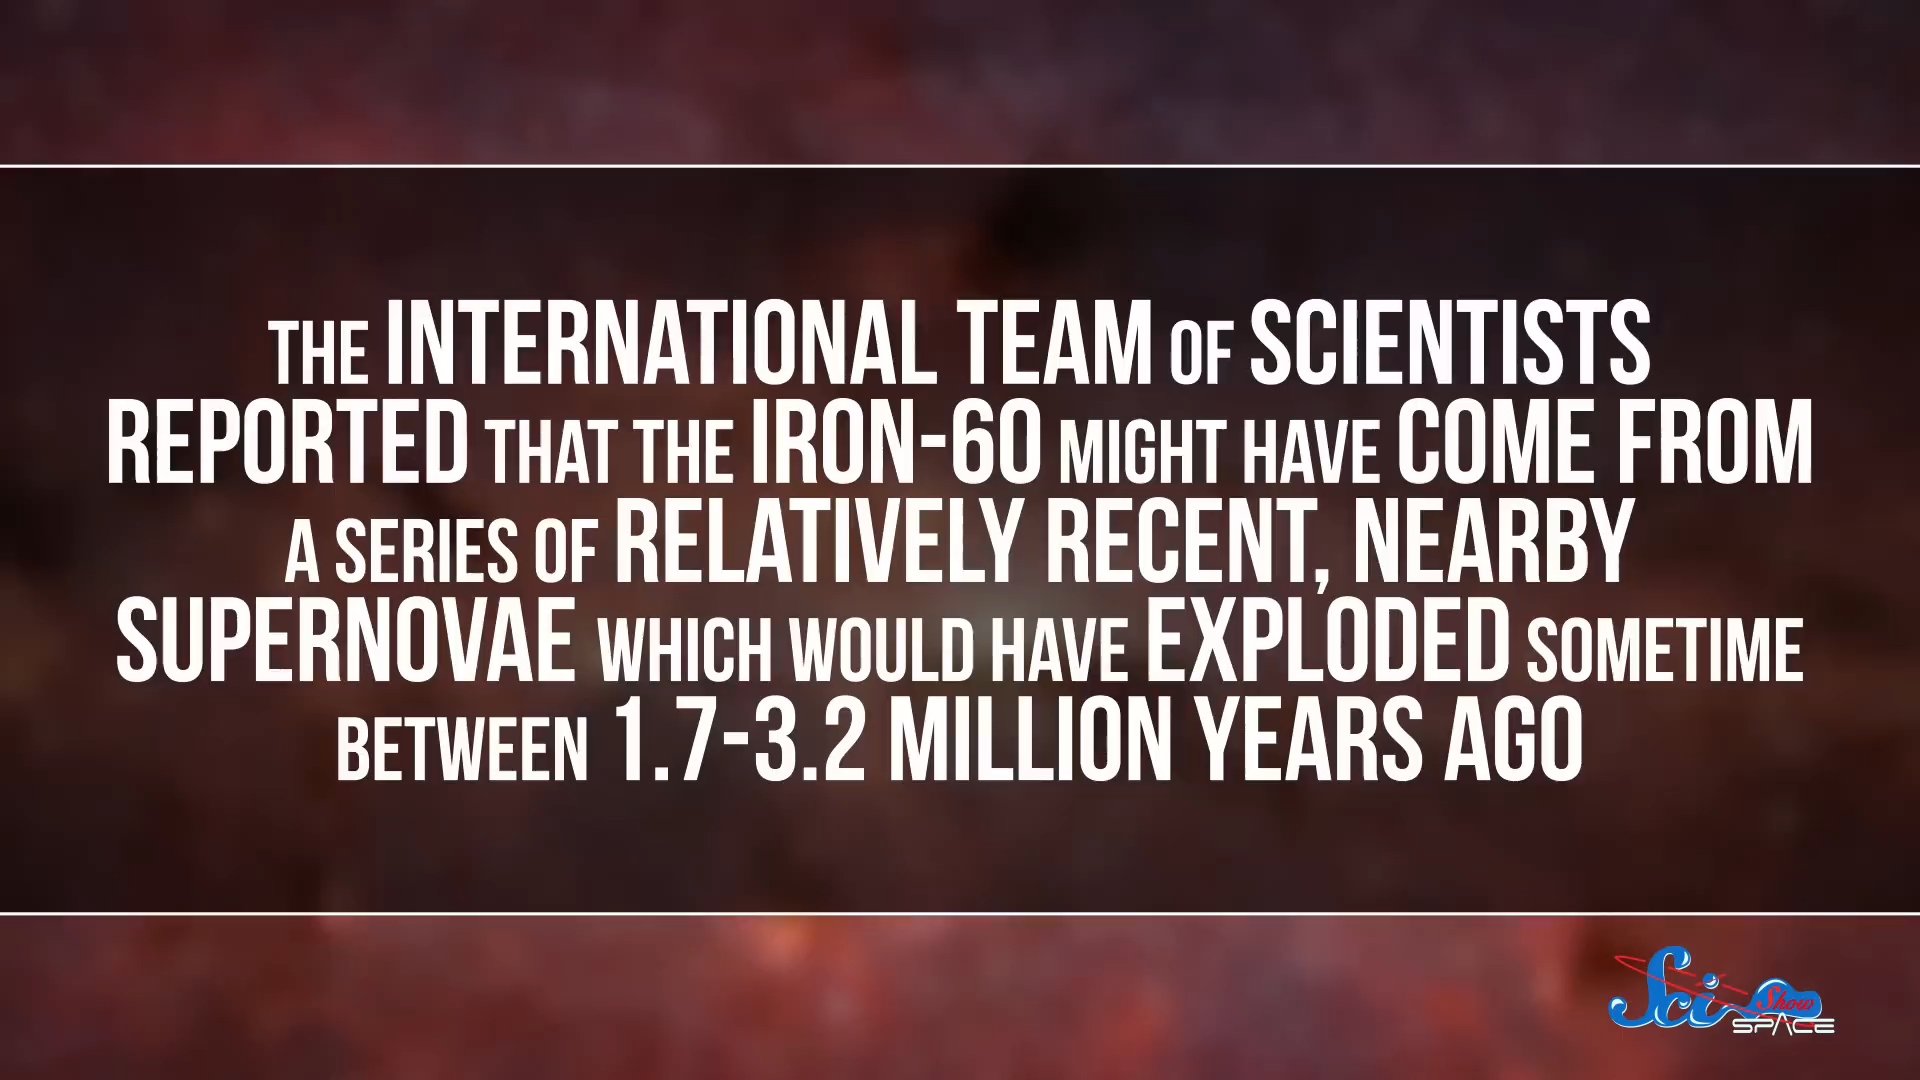 THE INTERNATIONAL TEAM OF SCIENTISTS
REPORTED THAT THE IRON-60 MIGHT HAVE COME FROM
A SERIES OF RELATIVELY RECENT, NEARBY
SUPERNOVAE WHICH WOULD HAVE EXPLODED SOMETIME
BETWEEN 1.7-3.2 MILLION YEARS AGO
Sci Show
SPACE